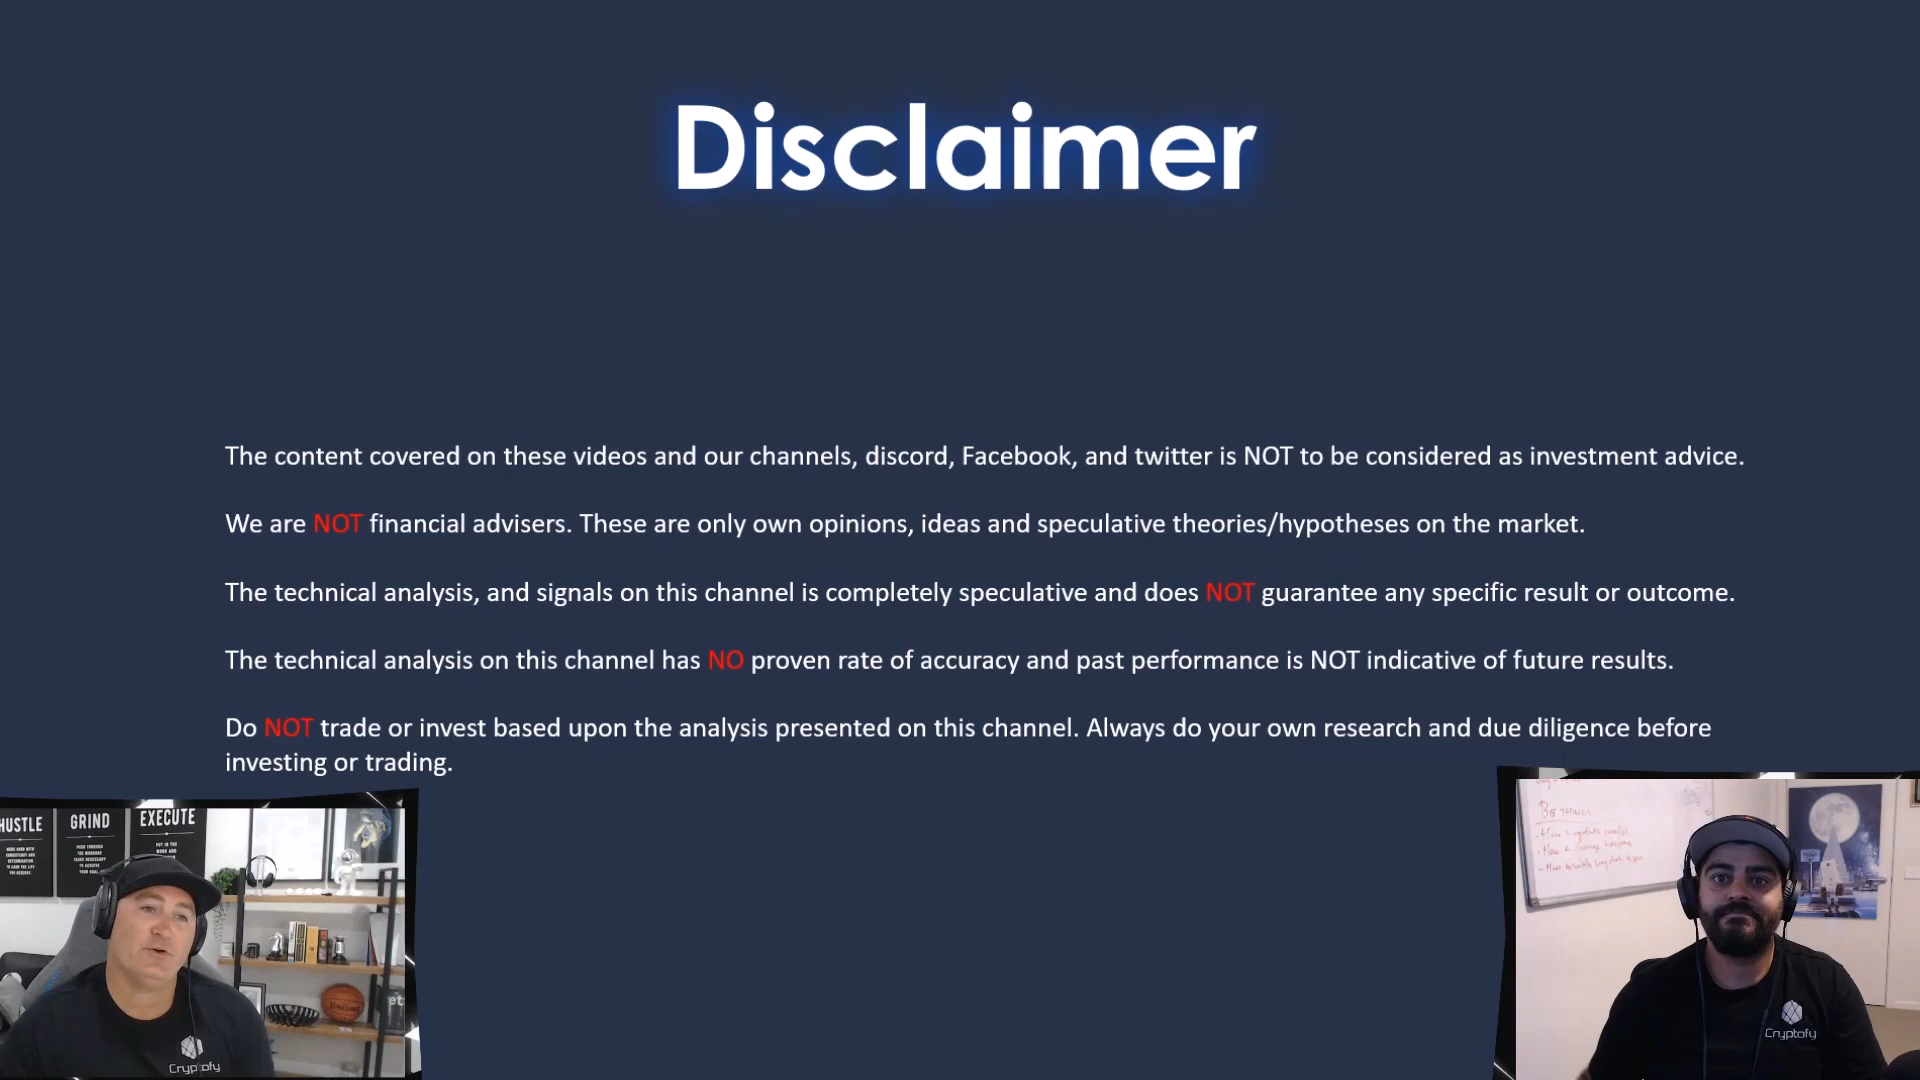 Disclaimer
The content covered on these videos and our channels, discord, Facebook, and twitter is NOT to be considered as investment advice.
We are NOT financial advisers. These are only own opinions, ideas and speculative theories/hypotheses on the market.
The technical analysis, and signals on this channel is completely speculative and does NOT guarantee any specific result or outcome.
The technical analysis on this channel has NO proven rate of accuracy and past performance is NOT indicative of future results.
Do NOT trade or invest based upon the analysis presented on this channel. Always do your own research and due diligence before
investing or trading.
HUSTLE
GRIND
EXECUTE
Cryptofy
Cryptofy